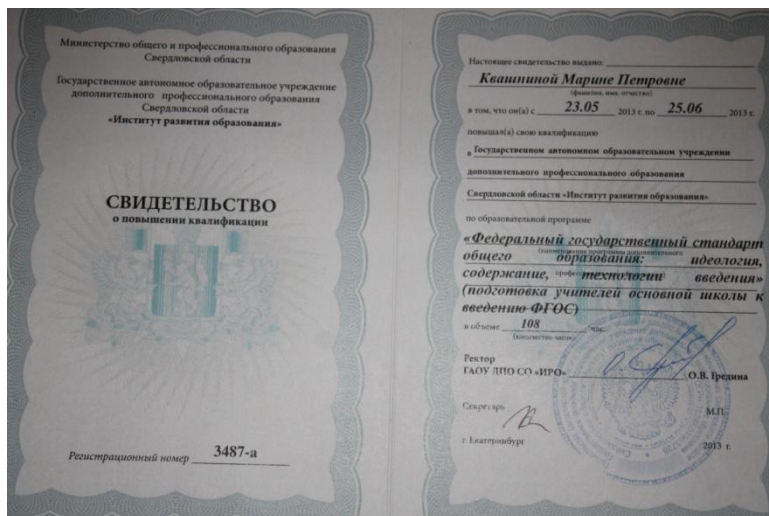 Министерство общего и профессионального образования
Свердловской области
Государственное автономное образовательное учреждение
дополнительного профессионального образования
Свердловской области
«Институт развития образования»
СВИДЕТЕЛЬСТВО
о повышении квалификации
Регистрационный номер 3487-а
Настоящее свидетельство выдано:
Квашниной Марине Петровне
(фамилия, имя, отчество)
в том, что он(а) с 23.05 2013 г. по 25.06 2013 г.
повышал(а) свою квалификацию
в Государственном автономном образовательном учреждении
дополнительного профессионального образования
Свердловской области «Институт развития образования»
по образовательной программе
«Федеральный государственный стандарт
(наименование программы дополнительного
общего образования: идеология,
содержание, технологии введения»
(подготовка учителей основной школы к
введению ФГОС)
в объеме 108 час.
(количество часов)
Ректор
ГАОУ ДПО СО «ИРО» О.В. Гредина
Секретарь М.П.
г. Екатеринбург 2013 г.